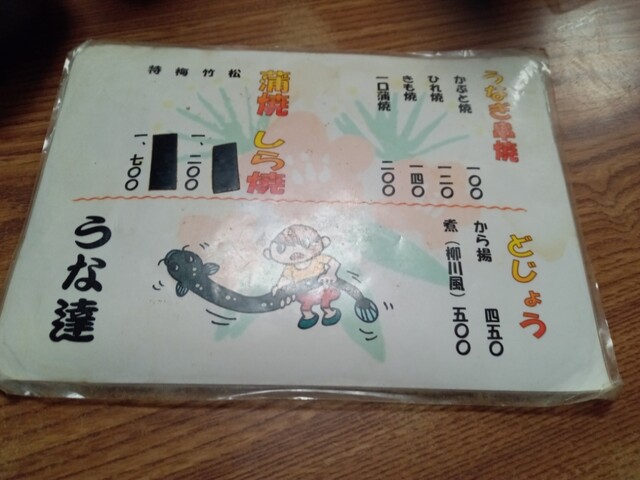 うなぎ串焼
かぶと焼 一〇〇
ひれ焼 一二〇
きも焼 一四〇
一口蒲焼 二〇〇
蒲焼 しら焼
松
竹 一、二〇〇
梅
特 一、七〇〇
どじょう
から揚 四五〇
煮(柳川風) 五〇〇
うな達